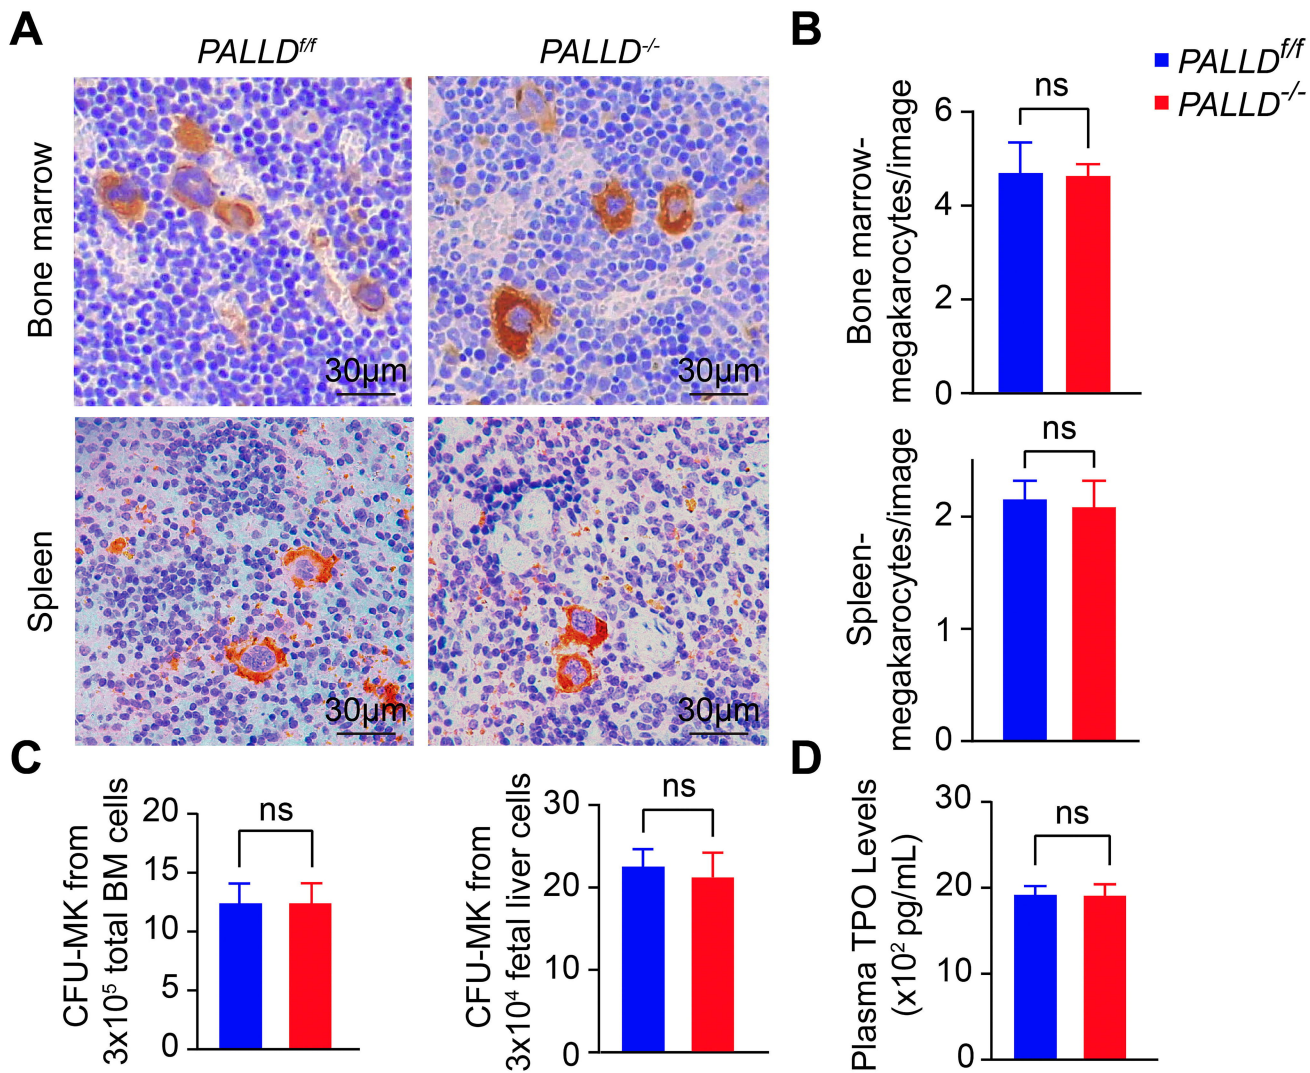 A
PALLD^f/f
PALLD^-/-
Bone marrow
30µm
30µm
Spleen
30µm
30µm
B
PALLD^f/f
PALLD^-/-
Bone marrow-
megakarocytes/image
6
4
2
0
ns
Spleen-
megakarocytes/image
2
1
0
ns
C
CFU-MK from
3x10⁵ total BM cells
20
15
10
5
0
ns
CFU-MK from
3x10⁴ fetal liver cells
30
20
10
0
ns
D
Plasma TPO Levels
(x10² pg/mL)
30
20
10
0
ns